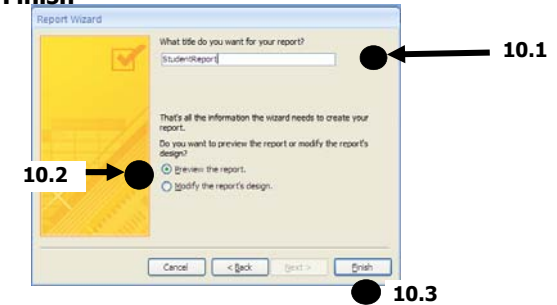 Finish
Report Wizard
What title do you want for your report?
StudentReport
10.1
That's all the information the wizard needs to create your
report.
Do you want to preview the report or modify the report's
design?
10.2
Preview the report.
Modify the report's design.
Cancel
< Back
Next >
Finish
10.3